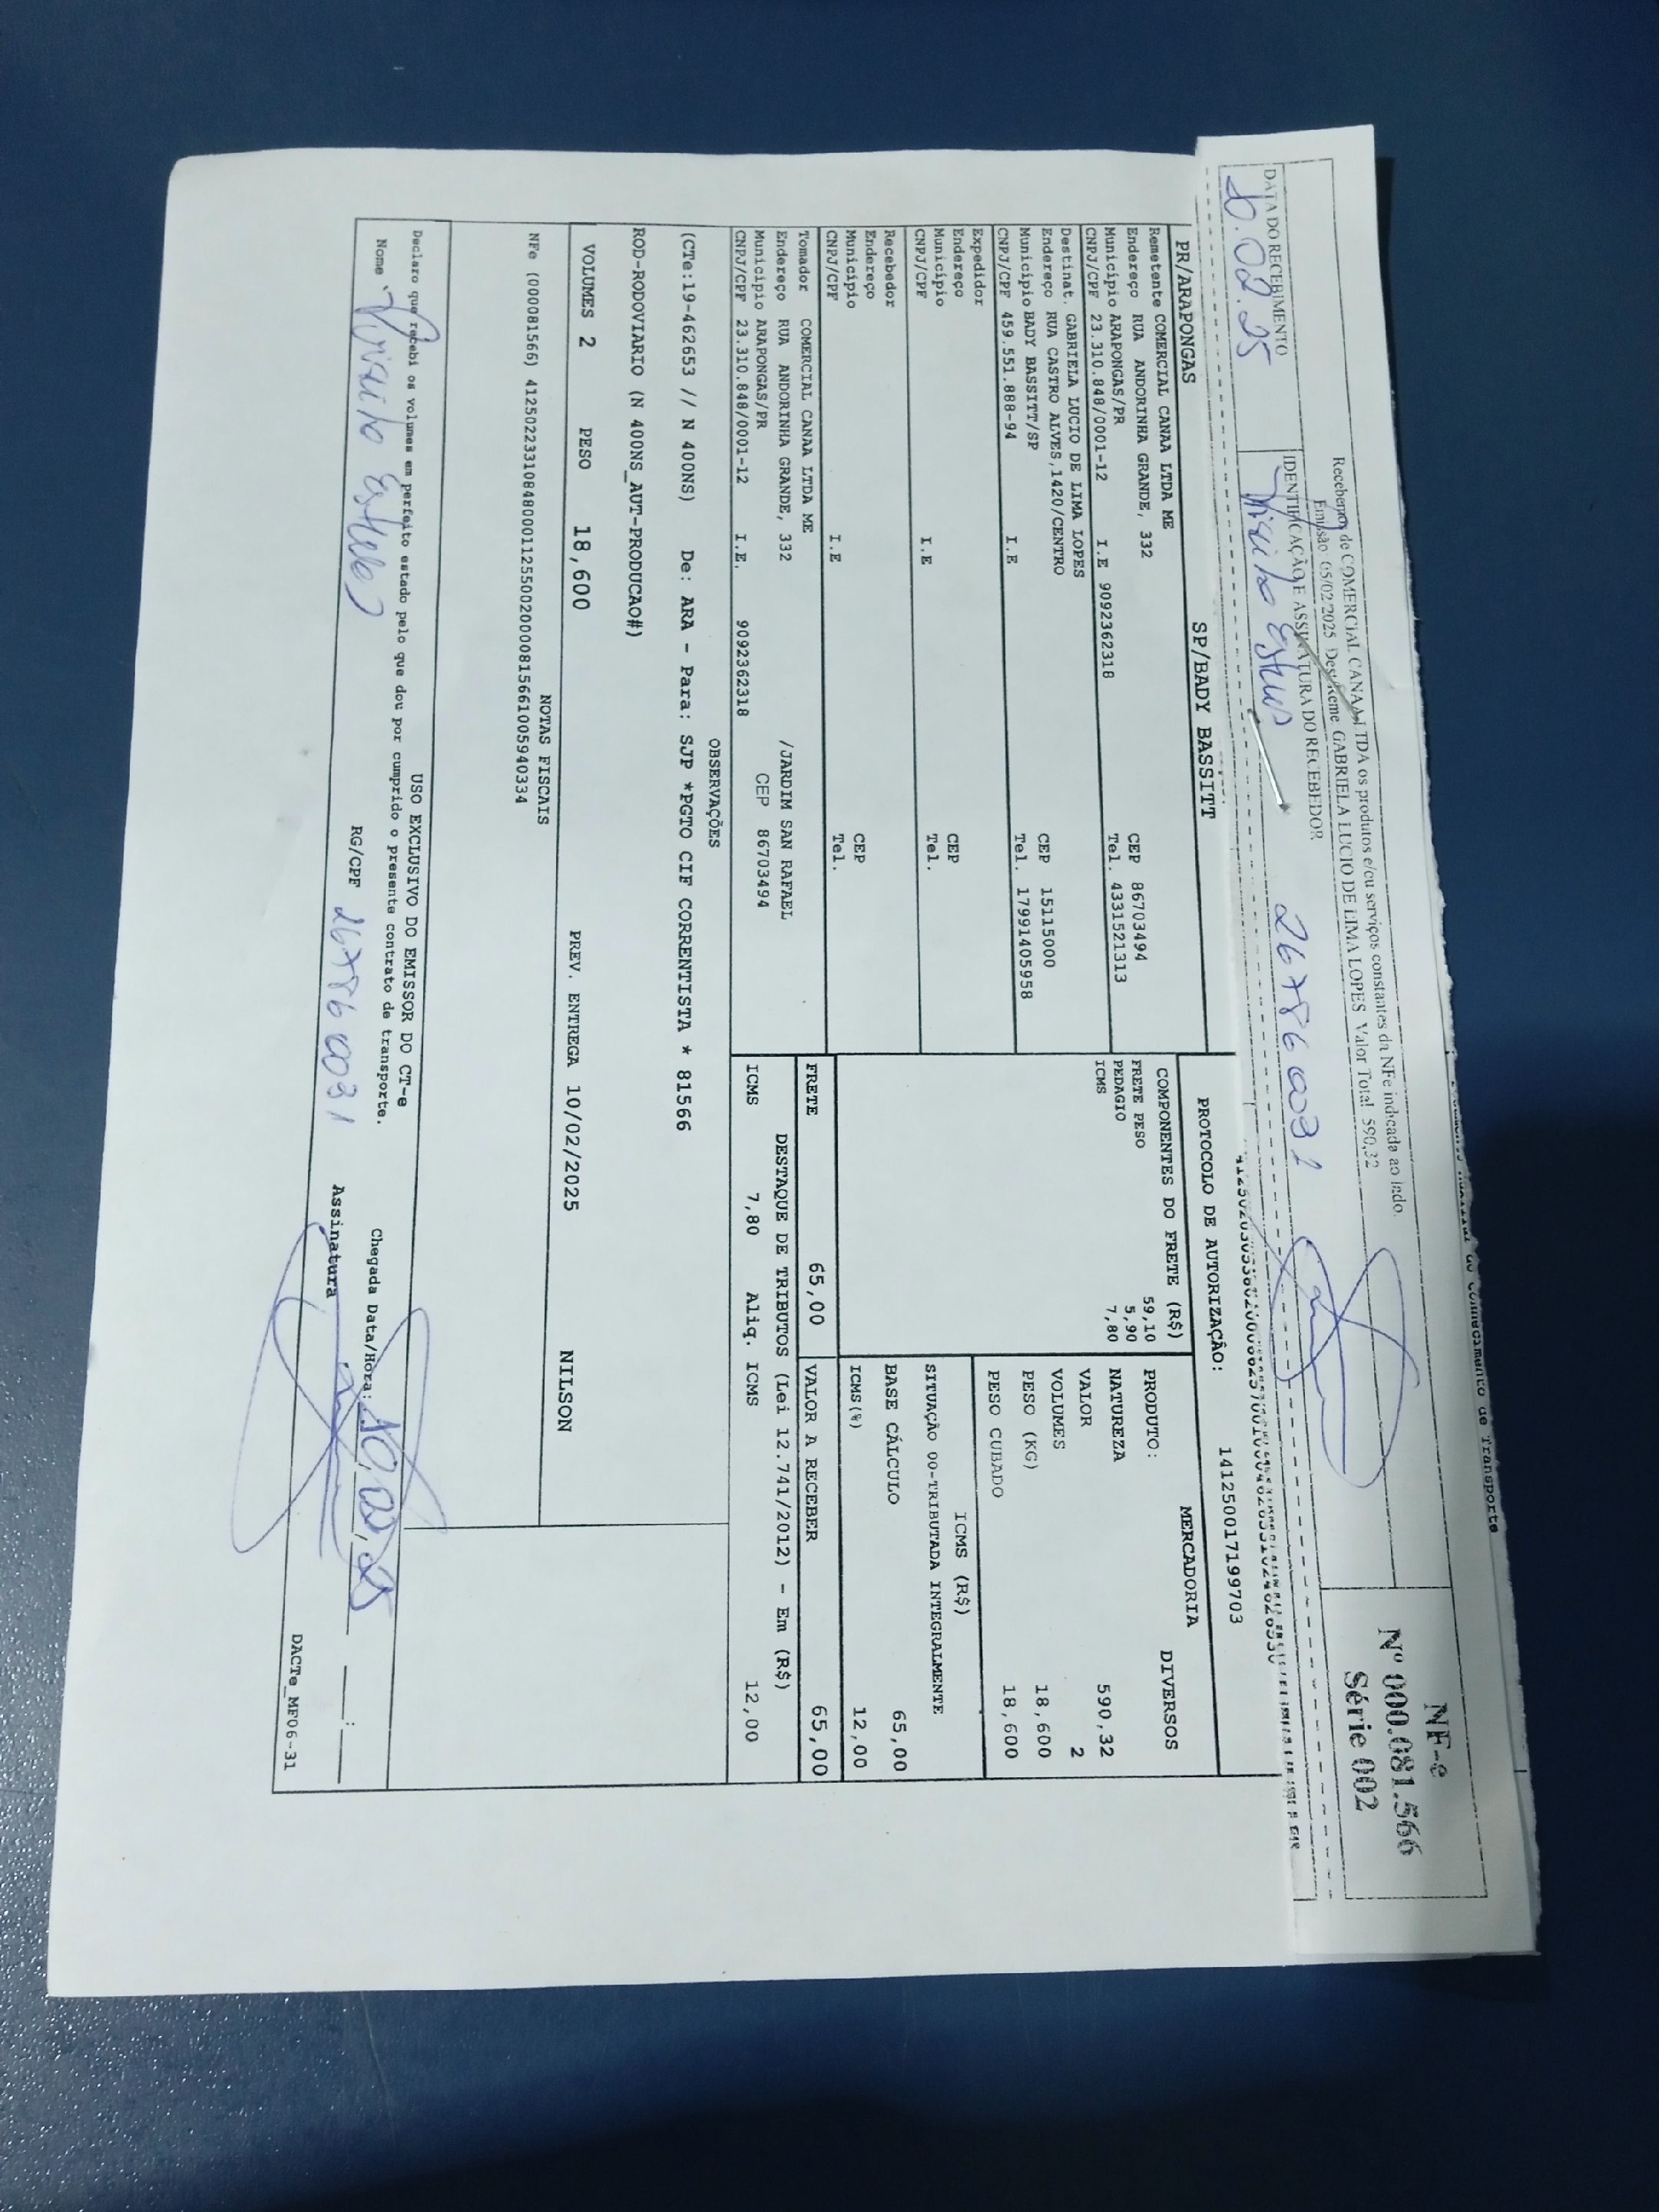 Recebemos de COMERCIAL CANAA LTDA os produtos e/ou serviços constantes da NFe indicada ao lado.
Emissão: 05/02/2025 Dest/Reme GABRIELA LUCIO DE LIMA LOPES Valor Total 590,32
DATA DO RECEBIMENTO
IDENTIFICAÇÃO E ASSINATURA DO RECEBEDOR
10.02.25
267860031
NF-e
Nº 000.081.566
Série 002
Conhecimento de Transporte
PR/ARAPONGAS
SP/BADY BASSITT
PROTOCOLO DE AUTORIZAÇÃO: 141250017199703
Remetente COMERCIAL CANAA LTDA ME
Endereço RUA ANDORINHA GRANDE, 332 CEP 86703494
Município ARAPONGAS/PR Tel. 4331521313
CNPJ/CPF 23.310.848/0001-12 I.E 9092362318
Destinat. GABRIELA LUCIO DE LIMA LOPES
Endereço RUA CASTRO ALVES,1420/CENTRO CEP 15115000
Município BADY BASSITT/SP Tel. 17991405958
CNPJ/CPF 459.551.888-94 I.E
Expedidor
Endereço CEP
Município Tel.
CNPJ/CPF I.E
Recebedor
Endereço CEP
Município Tel.
CNPJ/CPF I.E
Tomador COMERCIAL CANAA LTDA ME
Endereço RUA ANDORINHA GRANDE, 332 /JARDIM SAN RAFAEL
Município ARAPONGAS/PR CEP 86703494
CNPJ/CPF 23.310.848/0001-12 I.E. 9092362318
COMPONENTES DO FRETE (R$)
FRETE PESO 59,10
PEDAGIO 5,90
ICMS 7,80
MERCADORIA
PRODUTO: DIVERSOS
NATUREZA
VALOR 590,32
VOLUMES 2
PESO (KG) 18,600
PESO CUBADO 18,600
ICMS (R$)
SITUAÇÃO 00-TRIBUTADA INTEGRALMENTE
BASE CÁLCULO 65,00
ICMS(%) 12,00
FRETE 65,00 VALOR A RECEBER 65,00
DESTAQUE DE TRIBUTOS (Lei 12.741/2012) - Em (R$)
ICMS 7,80 Aliq. ICMS 12,00
OBSERVAÇÕES
(CTe:19-462653 // N 400NS) De: ARA - Para: SJP *PGTO CIF CORRENTISTA * 81566
ROD-RODOVIARIO (N 400NS_AUT-PRODUCAO#)
VOLUMES 2 PESO 18,600 PREV. ENTREGA 10/02/2025 NILSON
NOTAS FISCAIS
NFe (000081566) 41250223310848000112550020000815661005940334
USO EXCLUSIVO DO EMISSOR DO CT-e
Declaro que recebi os volumes em perfeito estado pelo que dou por cumprido o presente contrato de transporte.
Chegada Data/Hora: 10, 02, 25 __:__
Nome
RG/CPF 267860031 Assinatura
DACTe_MF06-31